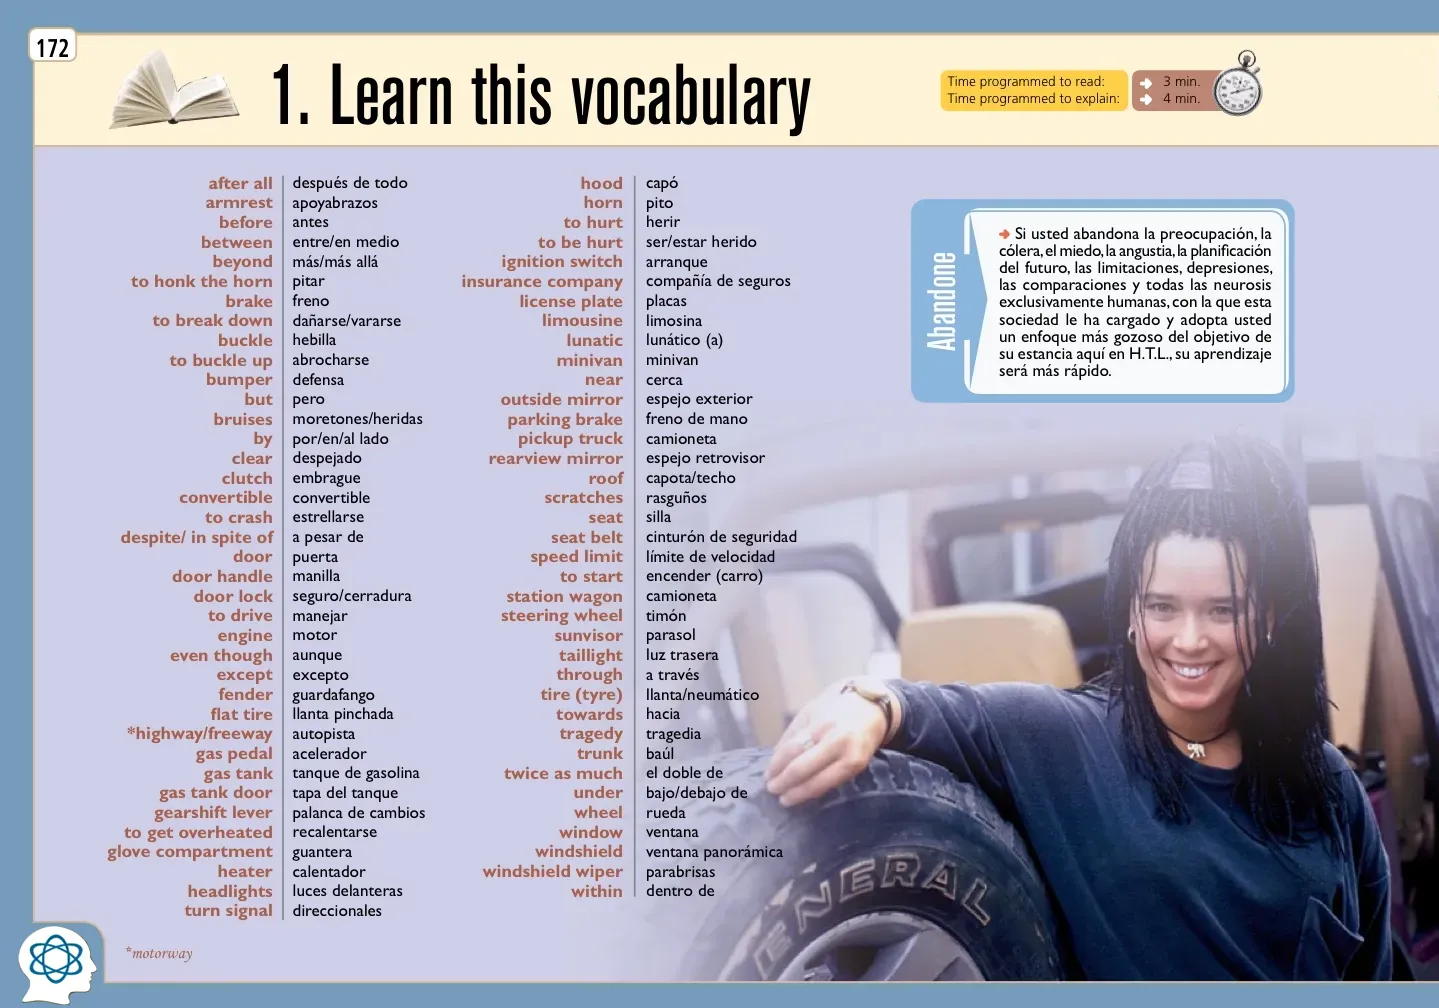 172
1. Learn this vocabulary
Time programmed to read: 3 min.
Time programmed to explain: 4 min.
after all después de todo
armrest apoyabrazos
before antes
between entre/en medio
beyond más/más allá
to honk the horn pitar
brake freno
to break down dañarse/vararse
buckle hebilla
to buckle up abrocharse
bumper defensa
but pero
bruises moretones/heridas
by por/en/al lado
clear despejado
clutch embrague
convertible convertible
to crash estrellarse
despite/ in spite of a pesar de
door puerta
door handle manilla
door lock seguro/cerradura
to drive manejar
engine motor
even though aunque
except excepto
fender guardafango
flat tire llanta pinchada
*highway/freeway autopista
gas pedal acelerador
gas tank tanque de gasolina
gas tank door tapa del tanque
gearshift lever palanca de cambios
to get overheated recalentarse
glove compartment guantera
heater calentador
headlights luces delanteras
turn signal direccionales
*motorway
hood capó
horn pito
to hurt herir
to be hurt ser/estar herido
ignition switch arranque
insurance company compañía de seguros
license plate placas
limousine limosina
lunatic lunático (a)
minivan minivan
near cerca
outside mirror espejo exterior
parking brake freno de mano
pickup truck camioneta
rearview mirror espejo retrovisor
roof capota/techo
scratches rasguños
seat silla
seat belt cinturón de seguridad
speed limit límite de velocidad
to start encender (carro)
station wagon camioneta
steering wheel timón
sunvisor parasol
taillight luz trasera
through a través
tire (tyre) llanta/neumático
towards hacia
tragedy tragedia
trunk baúl
twice as much el doble de
under bajo/debajo de
wheel rueda
window ventana
windshield ventana panorámica
windshield wiper parabrisas
within dentro de
Abandone
Si usted abandona la preocupación, la
cólera, el miedo, la angustia, la planificación
del futuro, las limitaciones, depresiones,
las comparaciones y todas las neurosis
exclusivamente humanas, con la que esta
sociedad le ha cargado y adopta usted
un enfoque más gozoso del objetivo de
su estancia aquí en H.T.L., su aprendizaje
será más rápido.
GENERAL